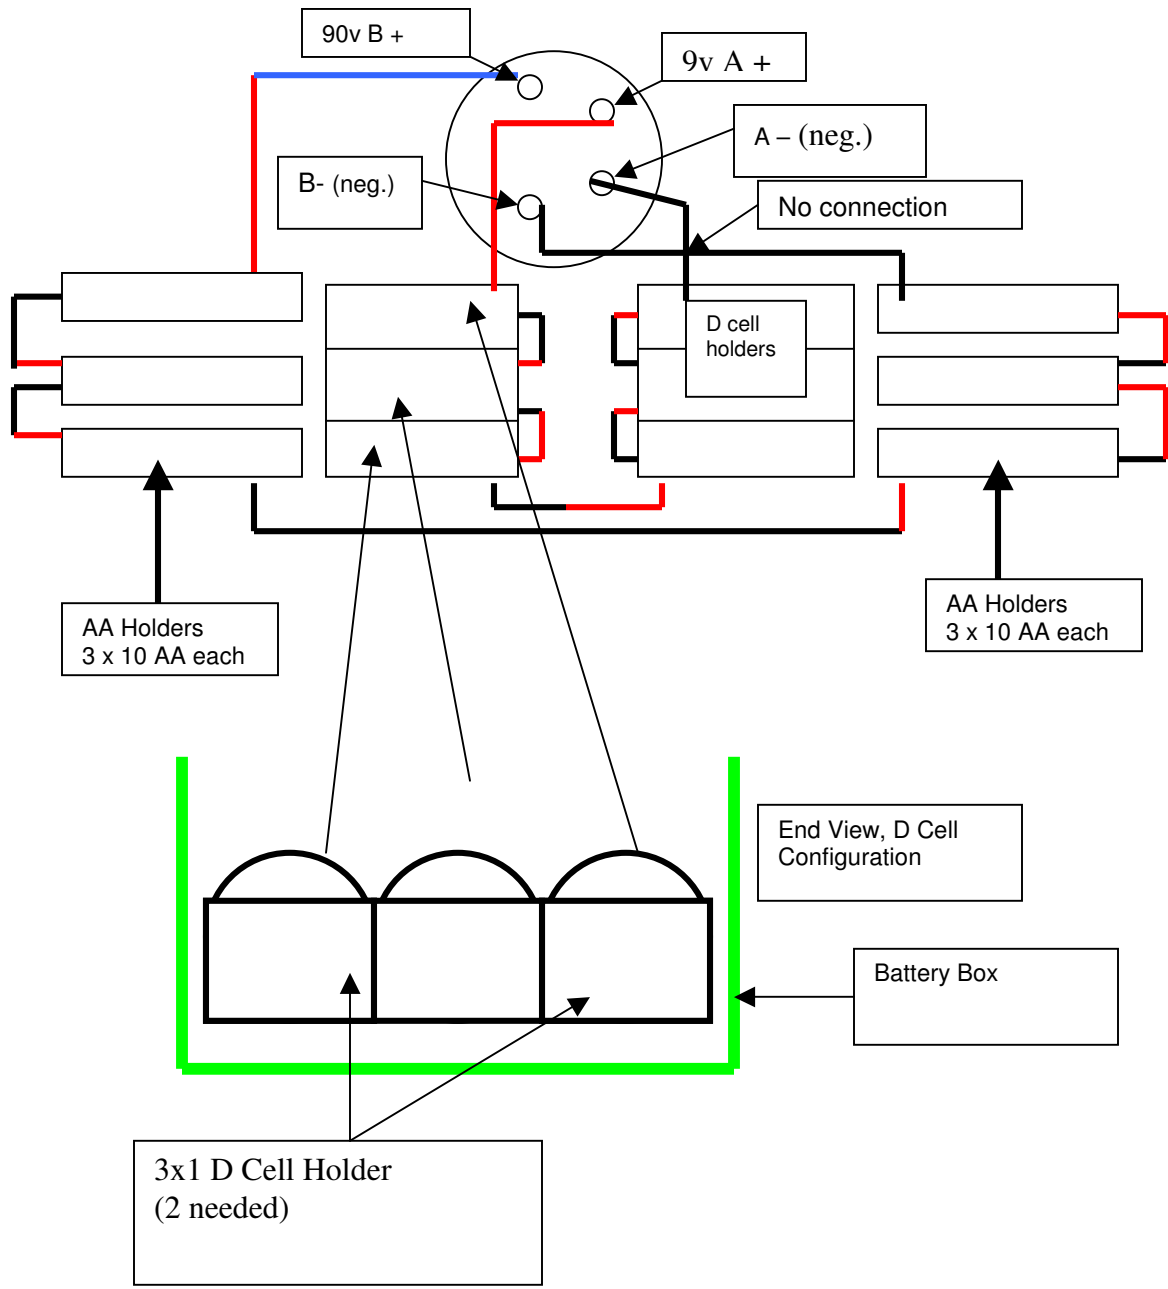 90v B +
9v A +
A – (neg.)
B- (neg.)
No connection
D cell
holders
AA Holders
3 x 10 AA each
AA Holders
3 x 10 AA each
End View, D Cell
Configuration
Battery Box
3x1 D Cell Holder
(2 needed)